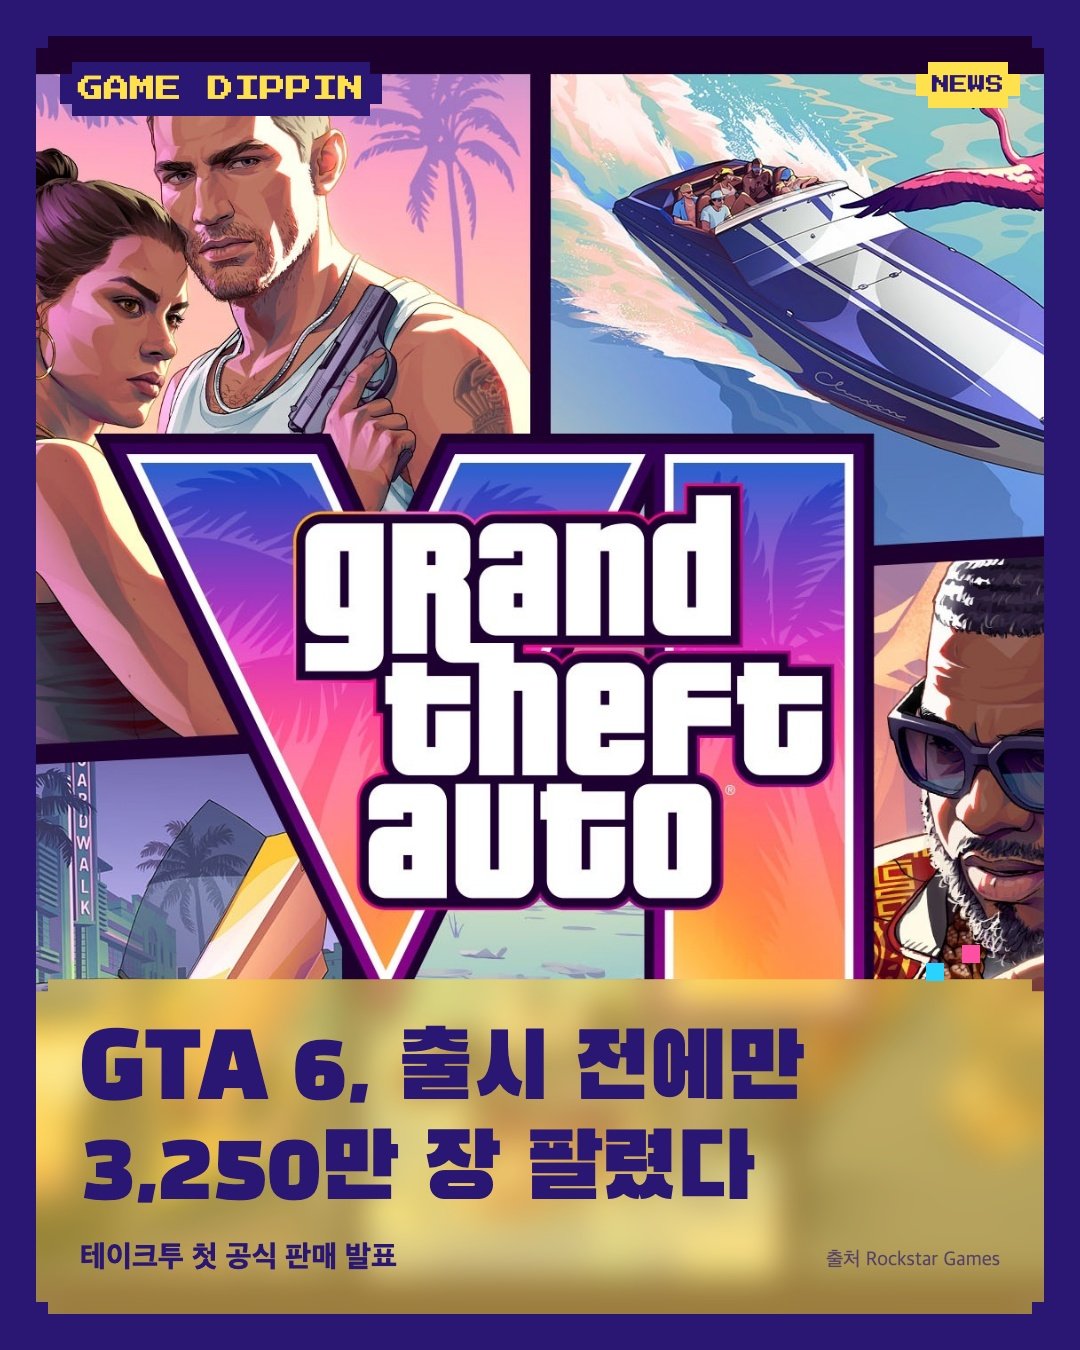 GAME DIPPIN
NEWS
VI
grand
theft
auto
®
GTA 6, 출시 전에만
3,250만 장 팔렸다
테이크투 첫 공식 판매 발표
출처 Rockstar Games